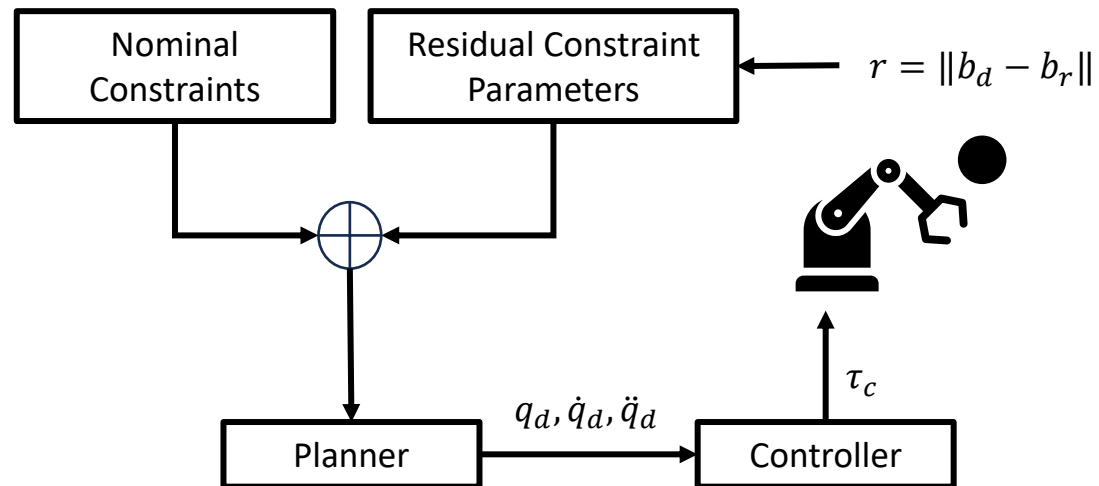 Nominal
Constraints
Residual Constraint
Parameters
r = ‖b_d − b_r‖
τ_c
q_d, q̇_d, q̈_d
Planner
Controller